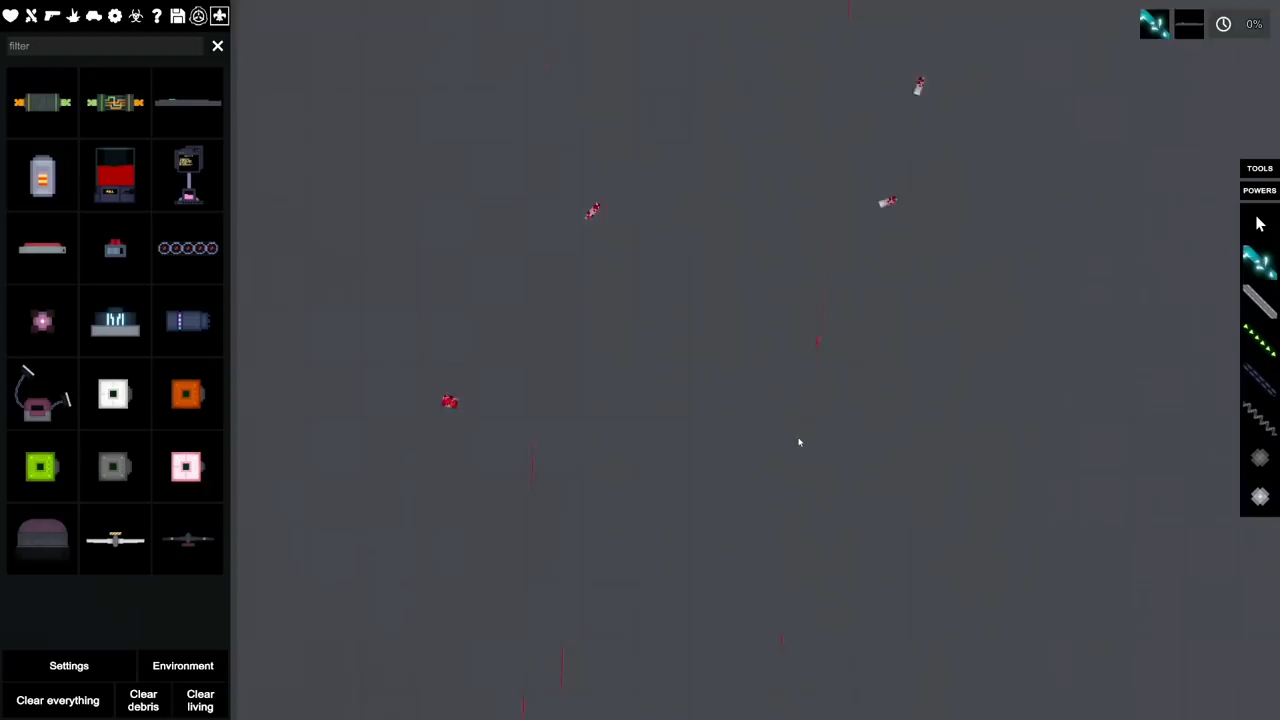 filter
0%
TOOLS
POWERS
Settings
Environment
Clear everything
Clear
debris
Clear
living